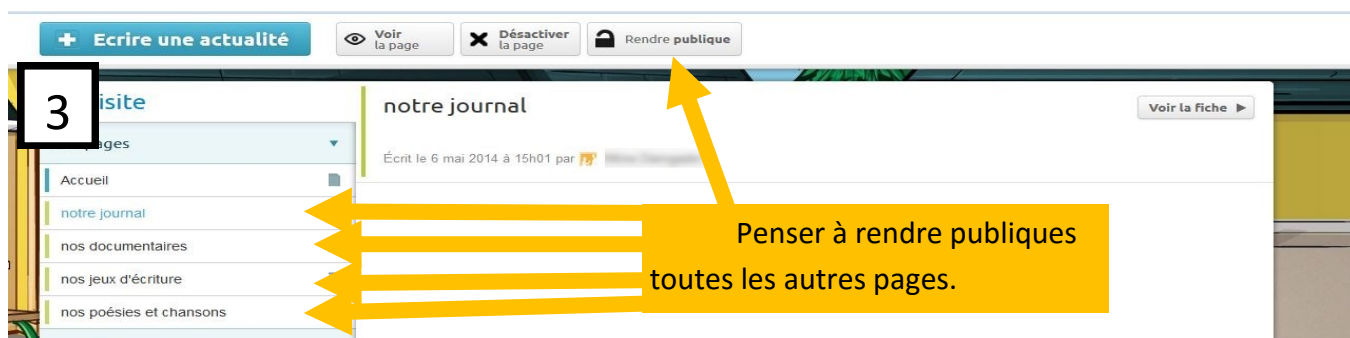 + Ecrire une actualité
Voir la page
Désactiver la page
Rendre publique
3
isite
notre journal
Voir la fiche ▶
ages
Écrit le 6 mai 2014 à 15h01 par
Accueil
notre journal
nos documentaires
nos jeux d'écriture
nos poésies et chansons
Penser à rendre publiques
toutes les autres pages.